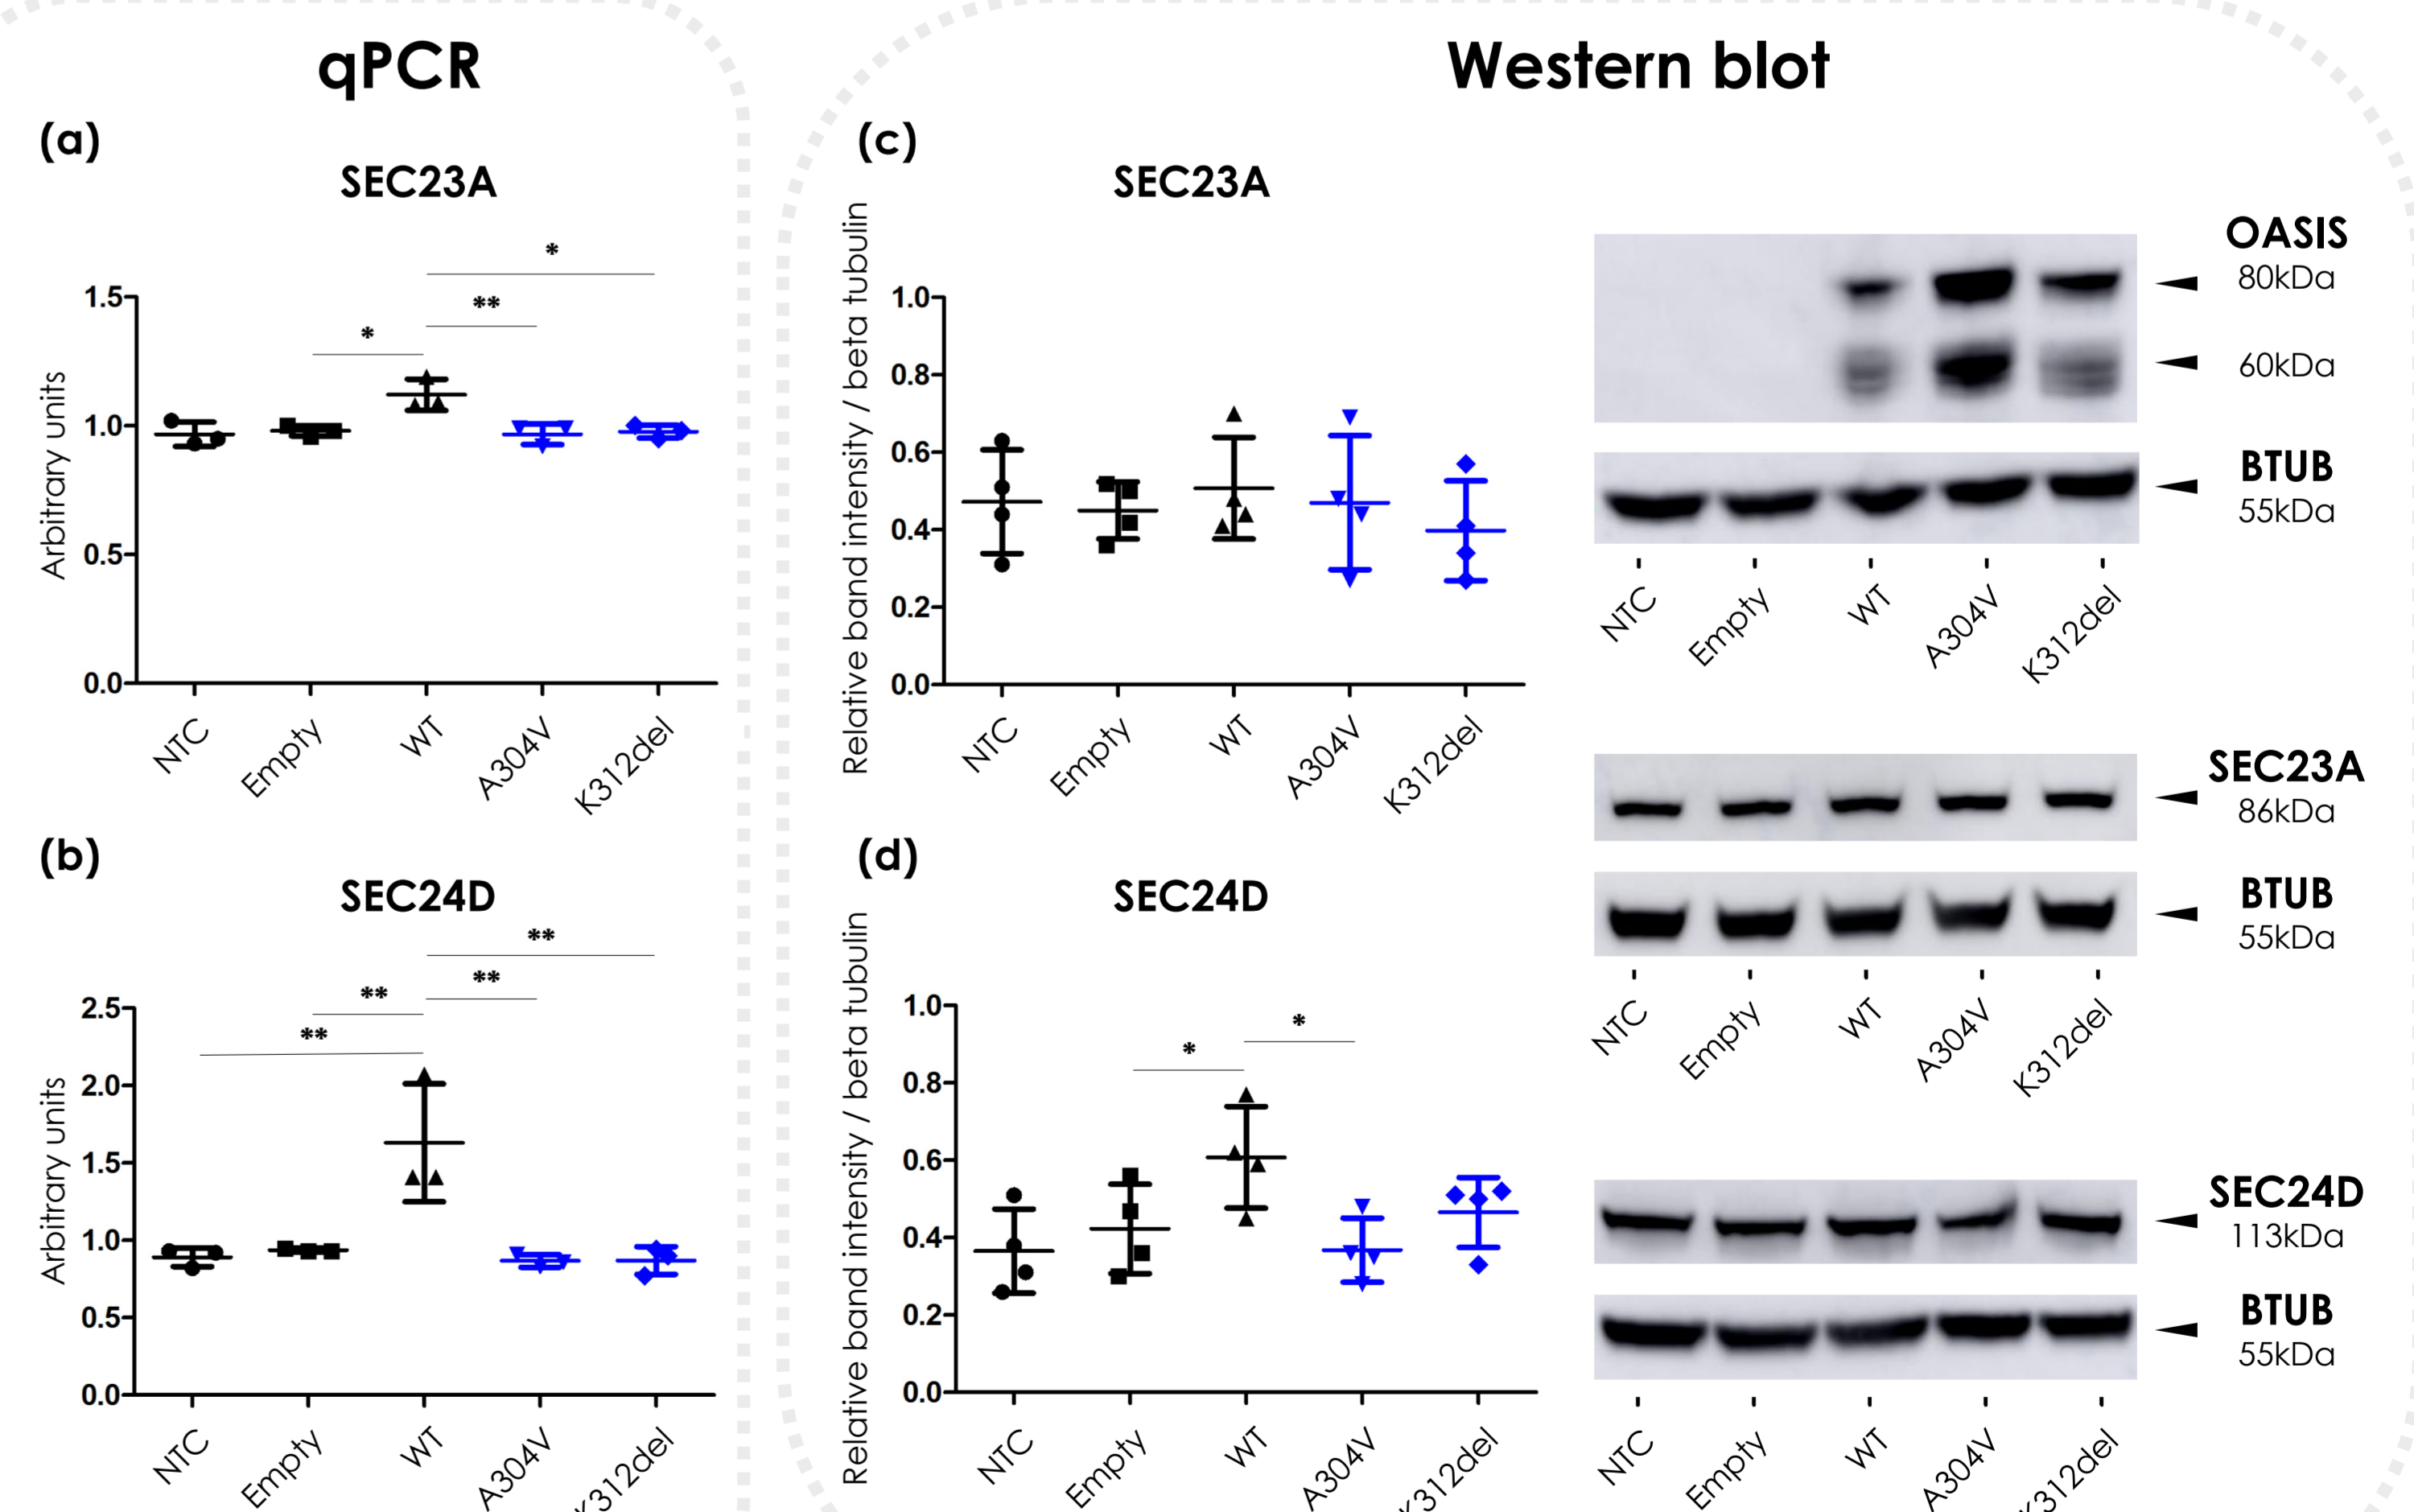 qPCR
(a)
SEC23A
*
**
*
1.5
1.0
0.5
0.0
Arbitrary units
NTC
Empty
WT
A304V
K312del
(b)
SEC24D
**
**
**
**
2.5
2.0
1.5
1.0
0.5
0.0
Arbitrary units
NTC
Empty
WT
A304V
K312del
Western blot
(c)
SEC23A
Relative band intensity / beta tubulin
1.0
0.8
0.6
0.4
0.2
0.0
NTC
Empty
WT
A304V
K312del
(d)
SEC24D
Relative band intensity / beta tubulin
*
*
1.0
0.8
0.6
0.4
0.2
0.0
NTC
Empty
WT
A304V
K312del
OASIS
80kDa
60kDa
BTUB
55kDa
NTC
Empty
WT
A304V
K312del
SEC23A
86kDa
BTUB
55kDa
NTC
Empty
WT
A304V
K312del
SEC24D
113kDa
BTUB
55kDa
NTC
Empty
WT
A304V
K312del